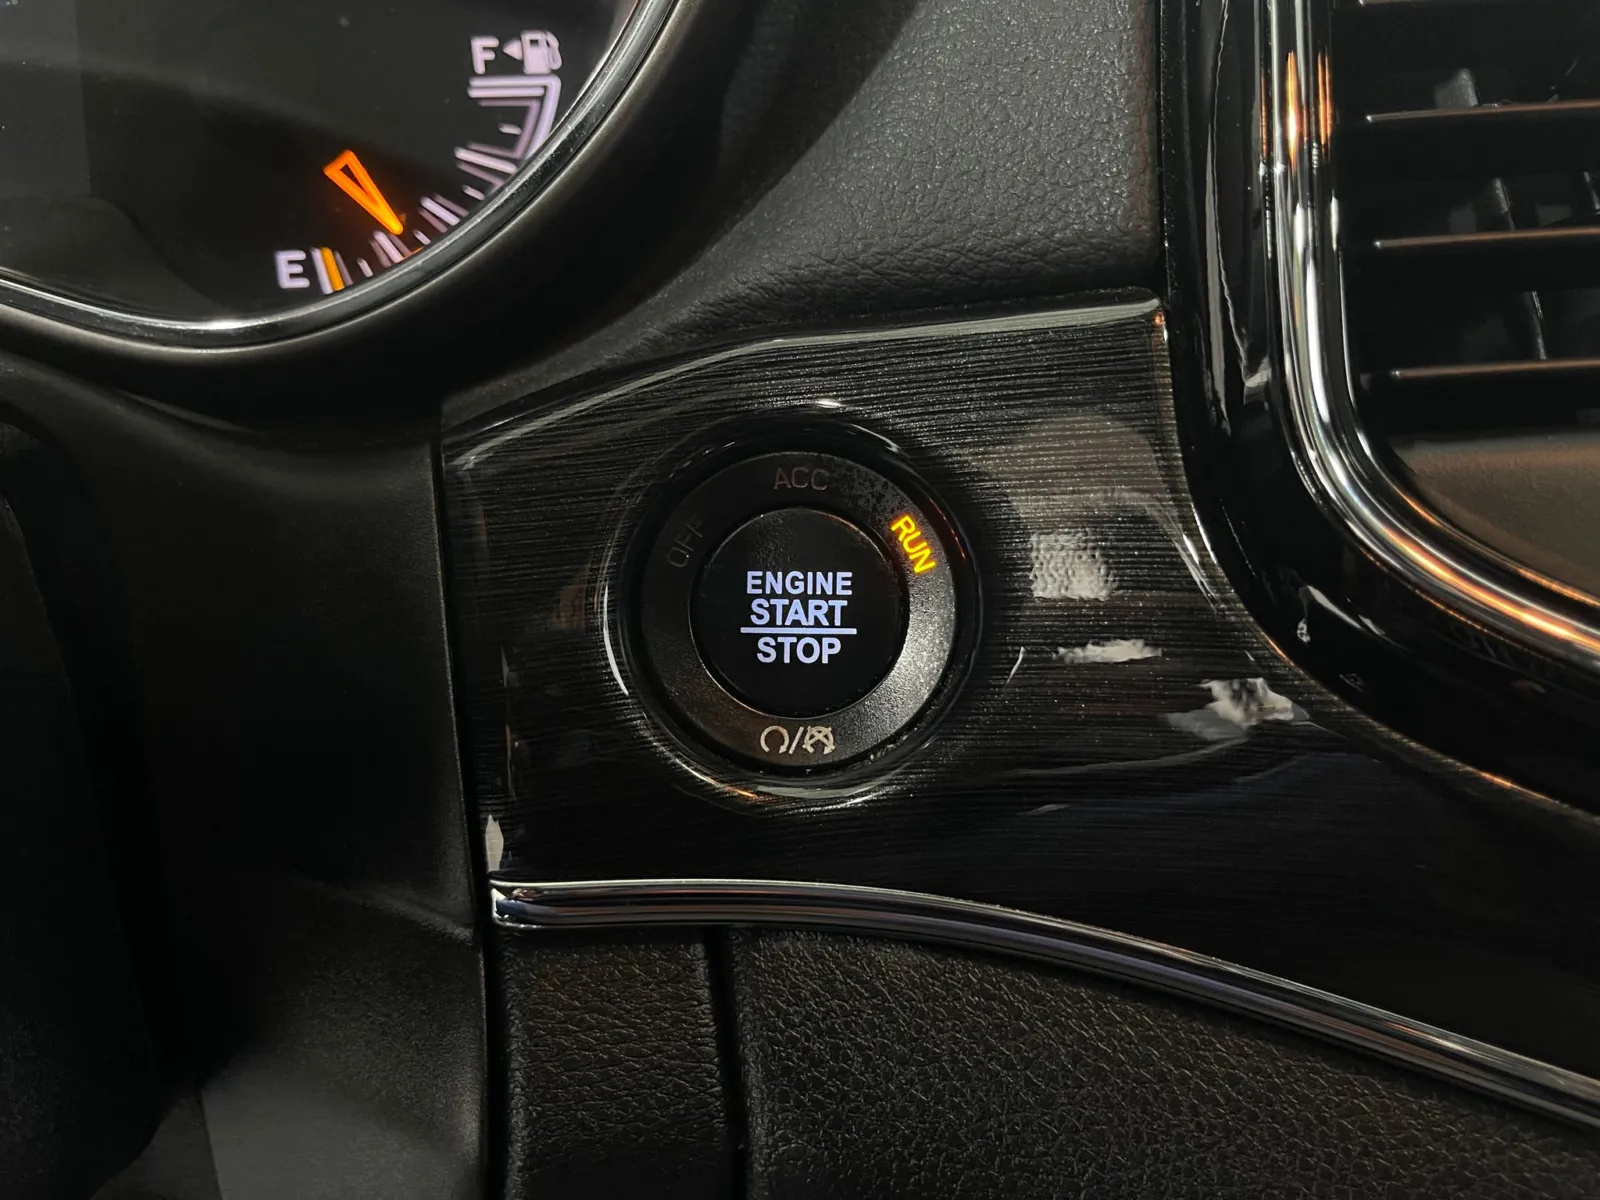 F
E
ACC
OFF
RUN
ENGINE
START
STOP